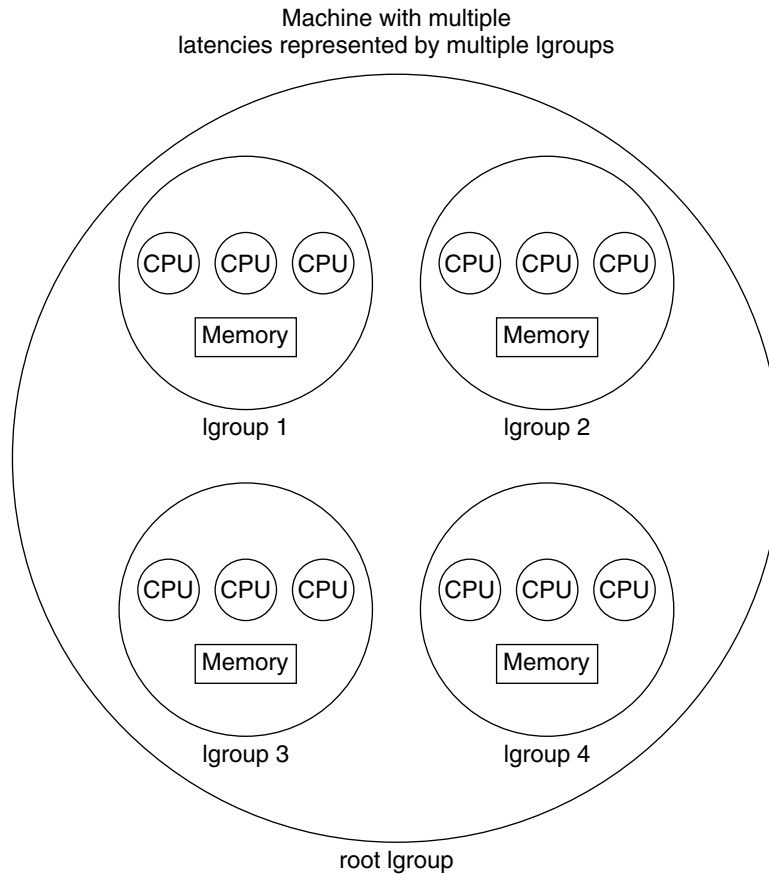 Machine with multiple
latencies represented by multiple lgroups
CPU CPU CPU
Memory
lgroup 1
CPU CPU CPU
Memory
lgroup 2
CPU CPU CPU
Memory
lgroup 3
CPU CPU CPU
Memory
lgroup 4
root lgroup